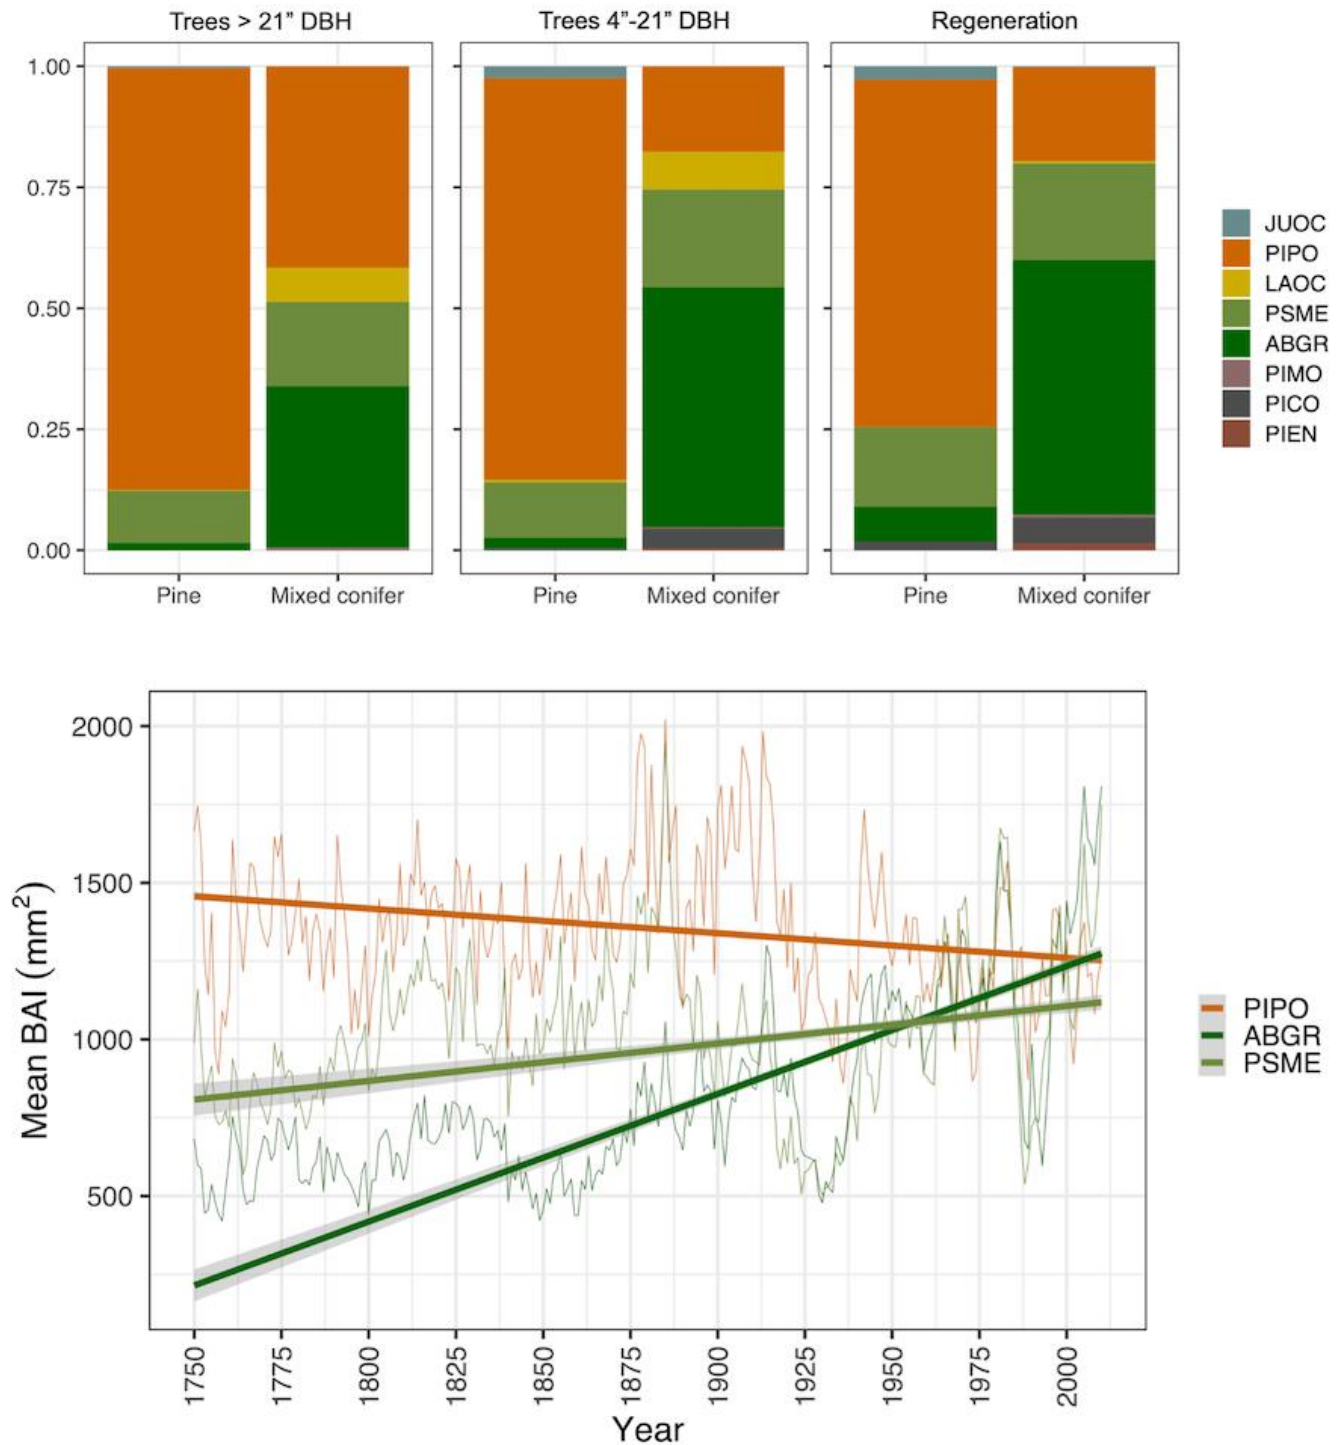 Trees > 21” DBH
Trees 4”-21” DBH
Regeneration
1.00
0.75
0.50
0.25
0.00
Pine
Mixed conifer
Pine
Mixed conifer
Pine
Mixed conifer
JUOC
PIPO
LAOC
PSME
ABGR
PIMO
PICO
PIEN
Mean BAI (mm²)
2000
1500
1000
500
1750
1775
1800
1825
1850
1875
1900
1925
1950
1975
2000
Year
PIPO
ABGR
PSME